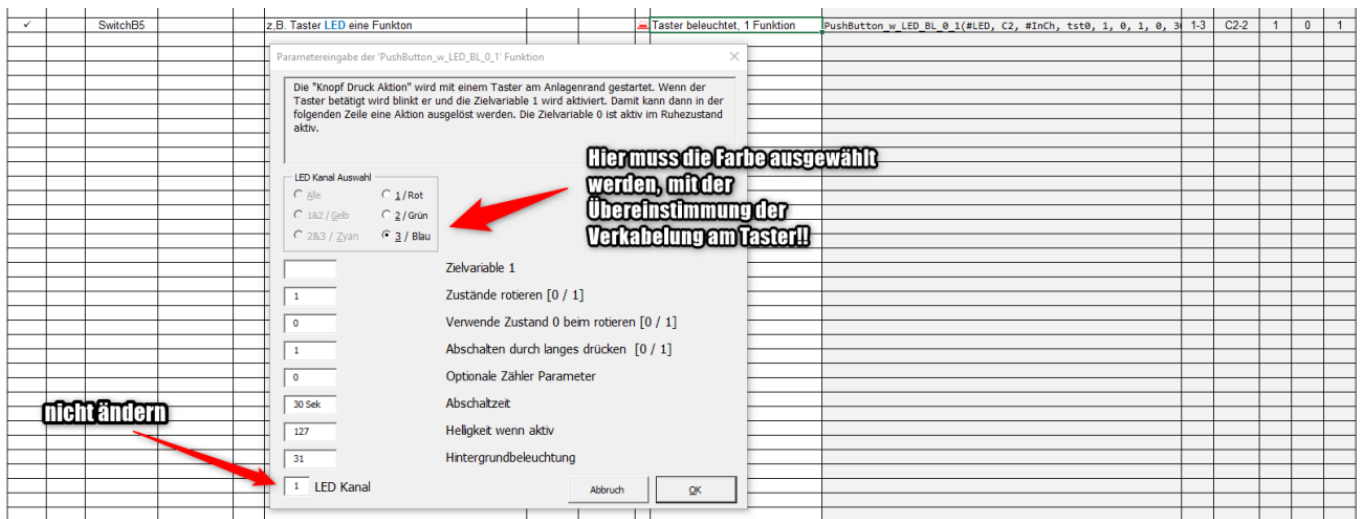 ✓ SwitchB5 z.B. Taster LED eine Funkton Taster beleuchtet, 1 Funktion PushButton_w_LED_BL_0_1(#LED, C2, #InCh, tst0, 1, 0, 1, 0, 3 1-3 C2-2 1 0 1
Parametereingabe der 'PushButton_w_LED_BL_0_1' Funktion
Die "Knopf Druck Aktion" wird mit einem Taster am Anlagenrand gestartet. Wenn der
Taster betätigt wird blinkt er und die Zielvariable 1 wird aktiviert. Damit kann dann in der
folgenden Zeile eine Aktion ausgelöst werden. Die Zielvariable 0 ist aktiv im Ruhezustand
aktiv.
Hier muss die Farbe ausgewählt
werden, mit der
Übereinstimmung der
Verkabelung am Taster!!
LED Kanal Auswahl
Alle 1 / Rot
1&2 / Gelb 2 / Grün
2&3 / Zyan 3 / Blau
Zielvariable 1
1 Zustände rotieren [0 / 1]
0 Verwende Zustand 0 beim rotieren [0 / 1]
1 Abschalten durch langes drücken [0 / 1]
0 Optionale Zähler Parameter
30 Sek Abschaltzeit
nicht ändern
127 Helligkeit wenn aktiv
31 Hintergrundbeleuchtung
1 LED Kanal
Abbruch OK